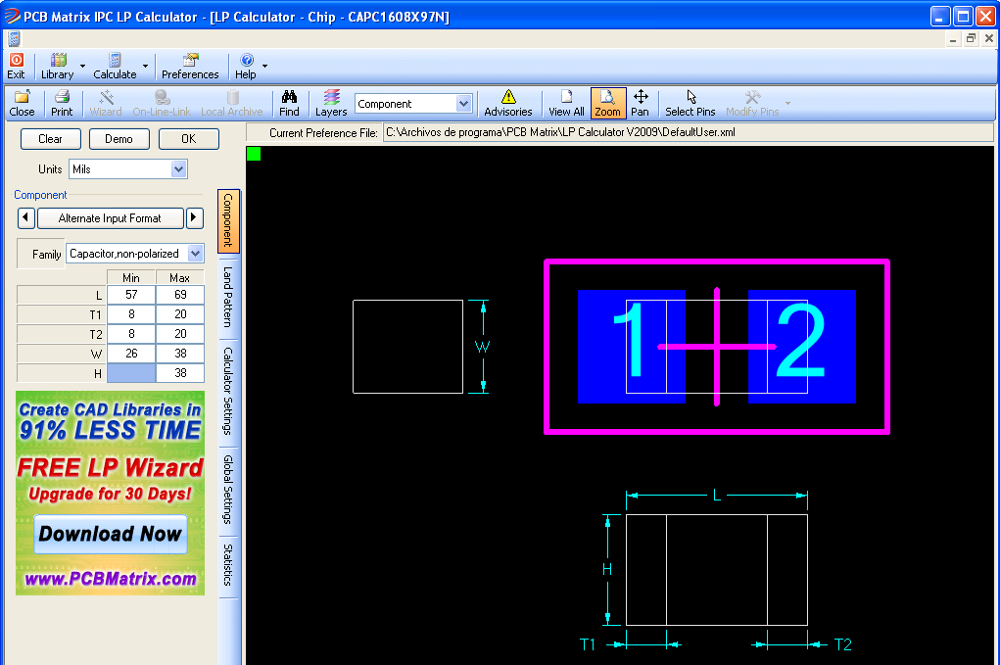 PCB Matrix IPC LP Calculator - [LP Calculator - Chip - CAPC1608X97N]
Exit Library Calculate Preferences Help
Close Print Wizard On-Line-Link Local Archive Find Layers Component Advisories View All Zoom Pan Select Pins Modify Pins
Clear Demo OK
Current Preference File: C:\Archivos de programa\PCB Matrix\LP Calculator V2009\DefaultUser.xml
Units Mils
Component
Alternate Input Format
Family Capacitor,non-polarized
Min Max
L 57 69
T1 8 20
T2 8 20
W 26 38
H 38
Create CAD Libraries in
91% LESS TIME
FREE LP Wizard
Upgrade for 30 Days!
Download Now
www.PCBMatrix.com
Component
Land Pattern
Calculator Settings
Global Settings
Statistics
W
1 2
L
H
T1 T2